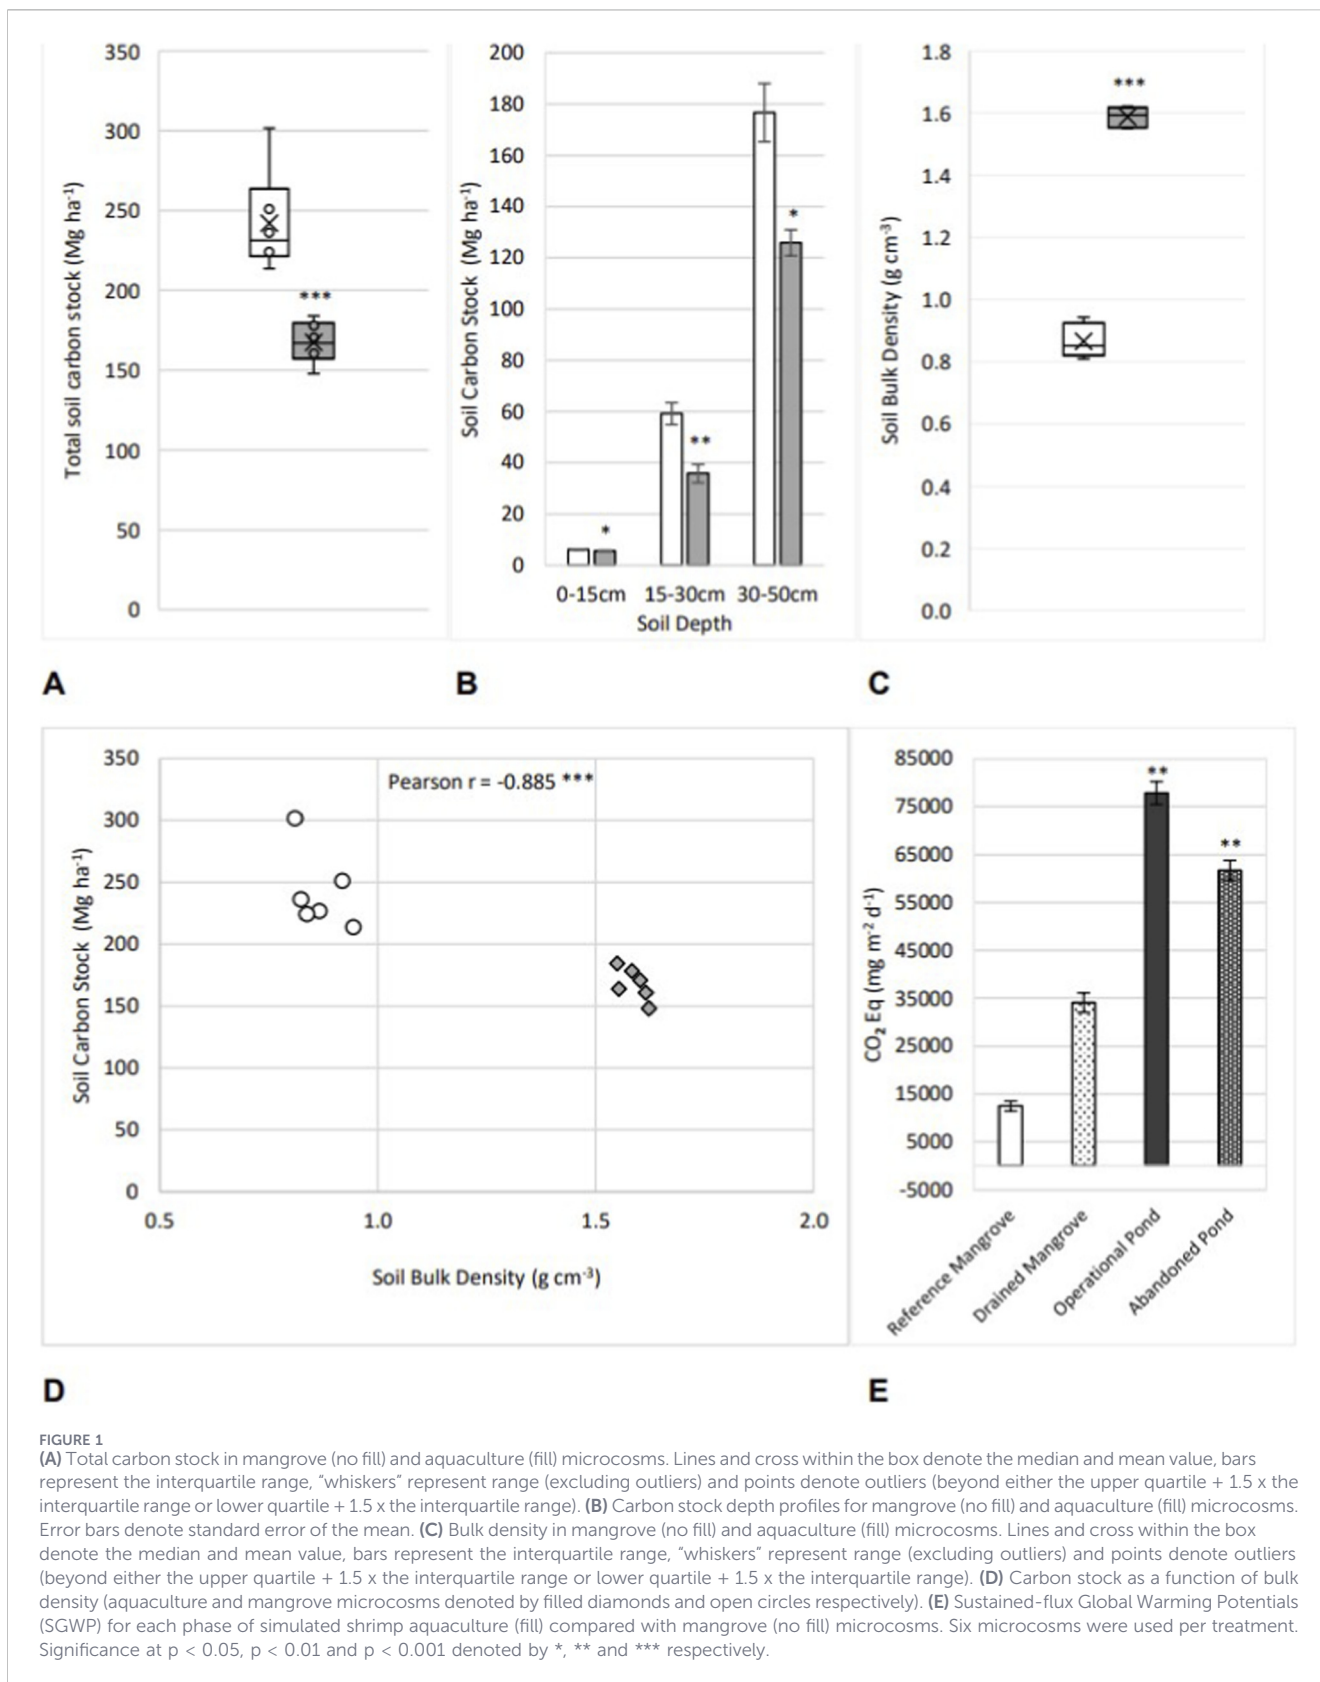 350
300
250
200
150
100
50
0
Total soil carbon stock (Mg ha⁻¹)
***
A
200
180
160
140
120
100
80
60
40
20
0
Soil Carbon Stock (Mg ha⁻¹)
*
**
*
0-15cm 15-30cm 30-50cm
Soil Depth
B
1.8
1.6
1.4
1.2
1.0
0.8
0.6
0.4
0.2
0.0
Soil Bulk Density (g cm⁻³)
***
C
350
300
250
200
150
100
50
0
Soil Carbon Stock (Mg ha⁻¹)
Pearson r = -0.885 ***
0.5 1.0 1.5 2.0
Soil Bulk Density (g cm⁻³)
D
85000
75000
65000
55000
45000
35000
25000
15000
5000
-5000
CO₂ Eq (mg m⁻² d⁻¹)
**
**
Reference Mangrove
Drained Mangrove
Operational Pond
Abandoned Pond
E
FIGURE 1
(A) Total carbon stock in mangrove (no fill) and aquaculture (fill) microcosms. Lines and cross within the box denote the median and mean value, bars
represent the interquartile range, “whiskers” represent range (excluding outliers) and points denote outliers (beyond either the upper quartile + 1.5 x the
interquartile range or lower quartile + 1.5 x the interquartile range). (B) Carbon stock depth profiles for mangrove (no fill) and aquaculture (fill) microcosms.
Error bars denote standard error of the mean. (C) Bulk density in mangrove (no fill) and aquaculture (fill) microcosms. Lines and cross within the box
denote the median and mean value, bars represent the interquartile range, “whiskers” represent range (excluding outliers) and points denote outliers
(beyond either the upper quartile + 1.5 x the interquartile range or lower quartile + 1.5 x the interquartile range). (D) Carbon stock as a function of bulk
density (aquaculture and mangrove microcosms denoted by filled diamonds and open circles respectively). (E) Sustained-flux Global Warming Potentials
(SGWP) for each phase of simulated shrimp aquaculture (fill) compared with mangrove (no fill) microcosms. Six microcosms were used per treatment.
Significance at p < 0.05, p < 0.01 and p < 0.001 denoted by *, ** and *** respectively.